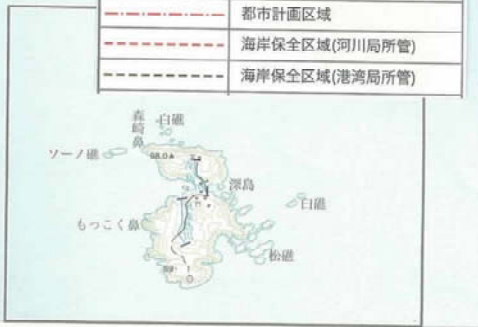 都市計画区域
海岸保全区域(河川局所管)
海岸保全区域(港湾局所管)
森崎鼻
白礁
ソーノ礁
深島
白礁
もっこく鼻
松礁